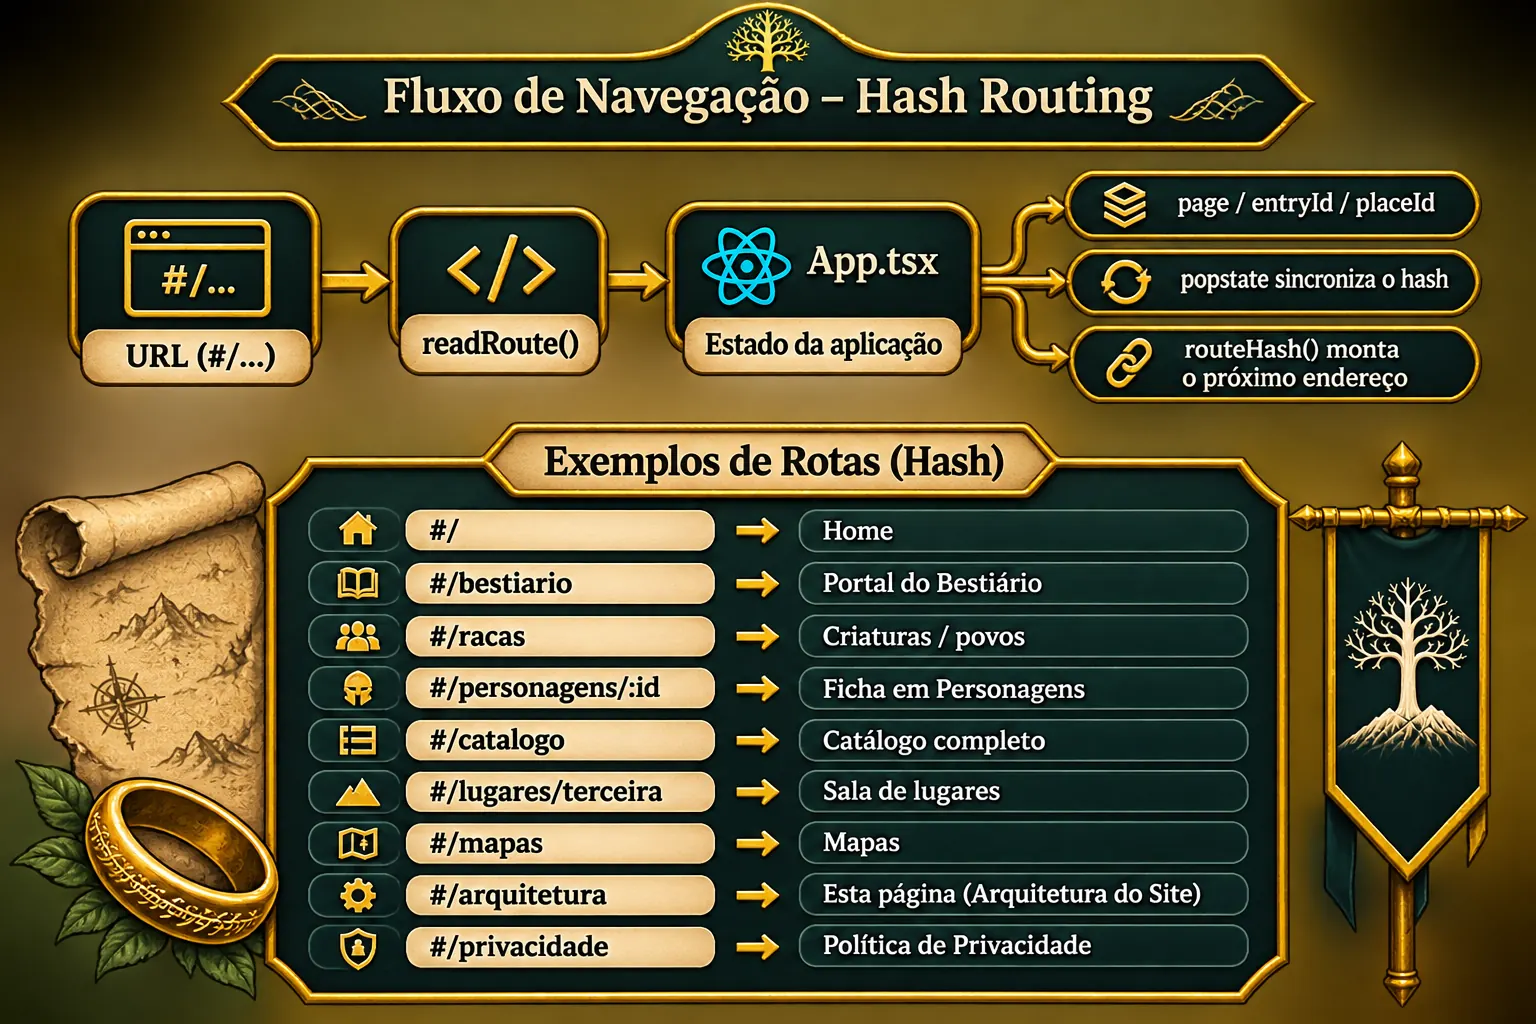 Fluxo de Navegação – Hash Routing
#/...
URL (#/...)
</>
readRoute()
App.tsx
Estado da aplicação
page / entryId / placeId
popstate sincroniza o hash
routeHash() monta
o próximo endereço
Exemplos de Rotas (Hash)
#/
Home
#/bestiario
Portal do Bestiário
#/racas
Criaturas / povos
#/personagens/:id
Ficha em Personagens
#/catalogo
Catálogo completo
#/lugares/terceira
Sala de lugares
#/mapas
Mapas
#/arquitetura
Esta página (Arquitetura do Site)
#/privacidade
Política de Privacidade